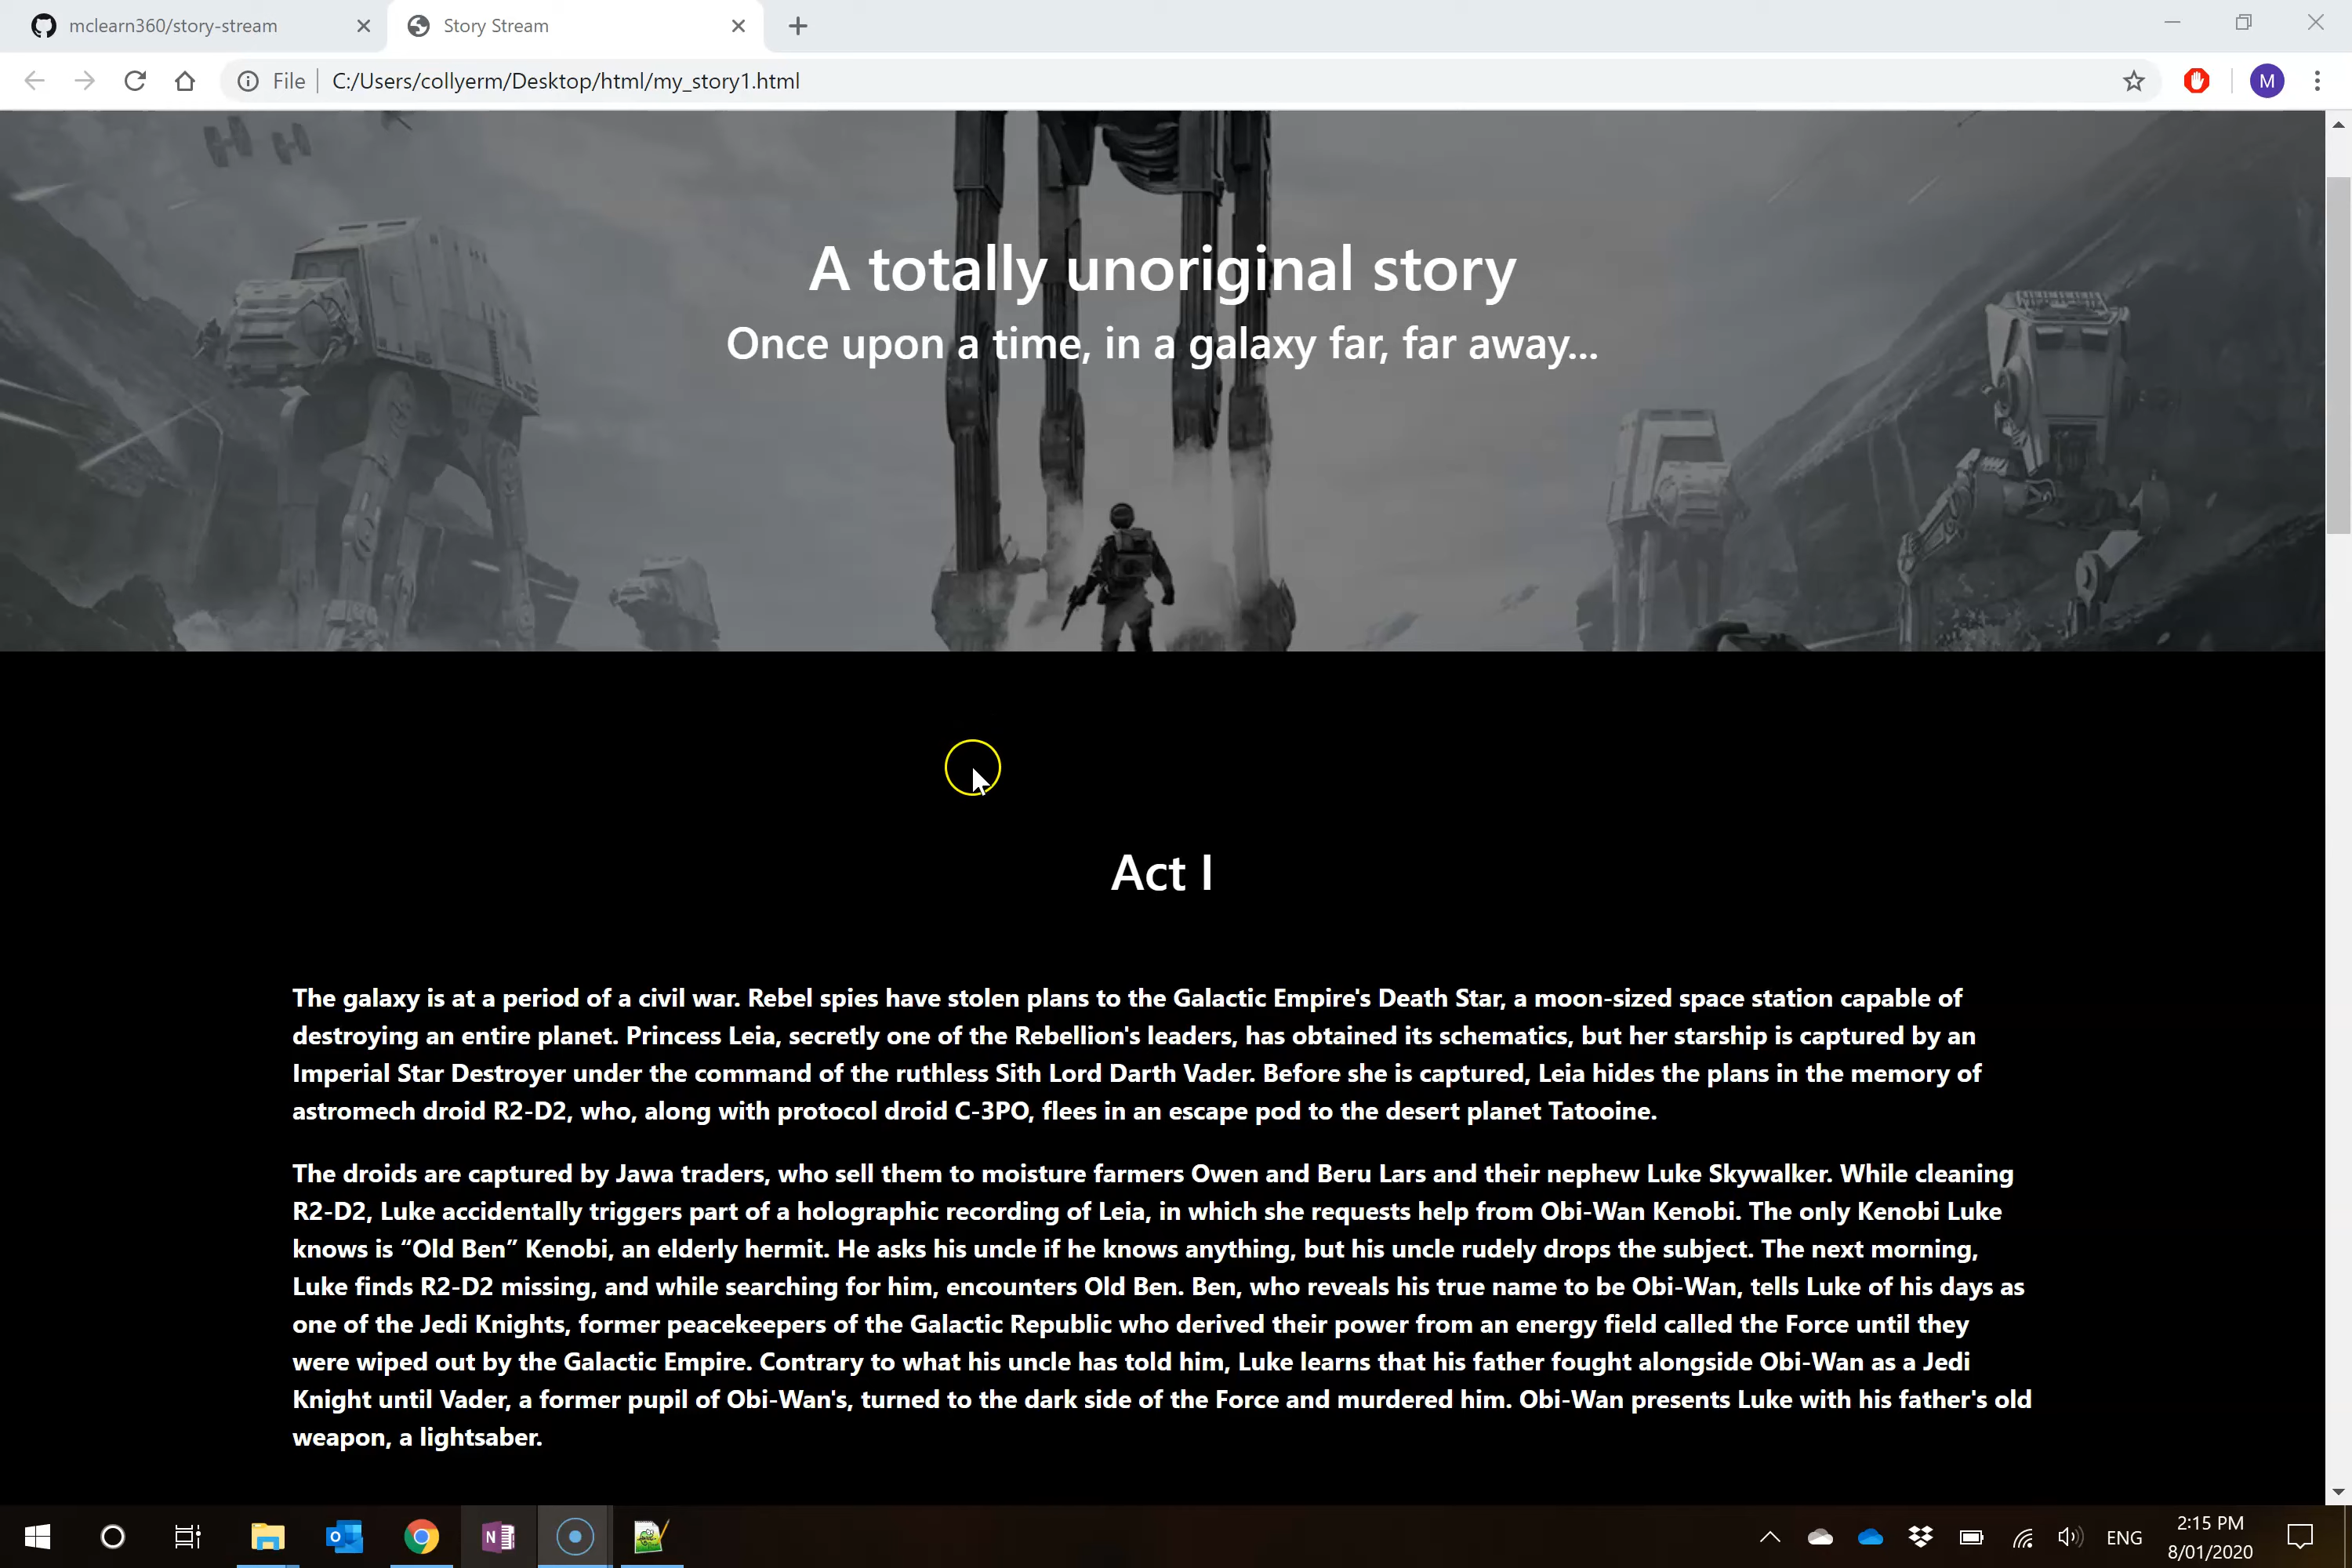 mclearn360/story-stream
Story Stream
File
C:/Users/collyerm/Desktop/html/my_story1.html
M
A totally unoriginal story
Once upon a time, in a galaxy far, far away...
Act I
The galaxy is at a period of a civil war. Rebel spies have stolen plans to the Galactic Empire's Death Star, a moon-sized space station capable of
destroying an entire planet. Princess Leia, secretly one of the Rebellion's leaders, has obtained its schematics, but her starship is captured by an
Imperial Star Destroyer under the command of the ruthless Sith Lord Darth Vader. Before she is captured, Leia hides the plans in the memory of
astromech droid R2-D2, who, along with protocol droid C-3PO, flees in an escape pod to the desert planet Tatooine.
The droids are captured by Jawa traders, who sell them to moisture farmers Owen and Beru Lars and their nephew Luke Skywalker. While cleaning
R2-D2, Luke accidentally triggers part of a holographic recording of Leia, in which she requests help from Obi-Wan Kenobi. The only Kenobi Luke
knows is “Old Ben” Kenobi, an elderly hermit. He asks his uncle if he knows anything, but his uncle rudely drops the subject. The next morning,
Luke finds R2-D2 missing, and while searching for him, encounters Old Ben. Ben, who reveals his true name to be Obi-Wan, tells Luke of his days as
one of the Jedi Knights, former peacekeepers of the Galactic Republic who derived their power from an energy field called the Force until they
were wiped out by the Galactic Empire. Contrary to what his uncle has told him, Luke learns that his father fought alongside Obi-Wan as a Jedi
Knight until Vader, a former pupil of Obi-Wan's, turned to the dark side of the Force and murdered him. Obi-Wan presents Luke with his father's old
weapon, a lightsaber.
ENG
2:15 PM
8/01/2020